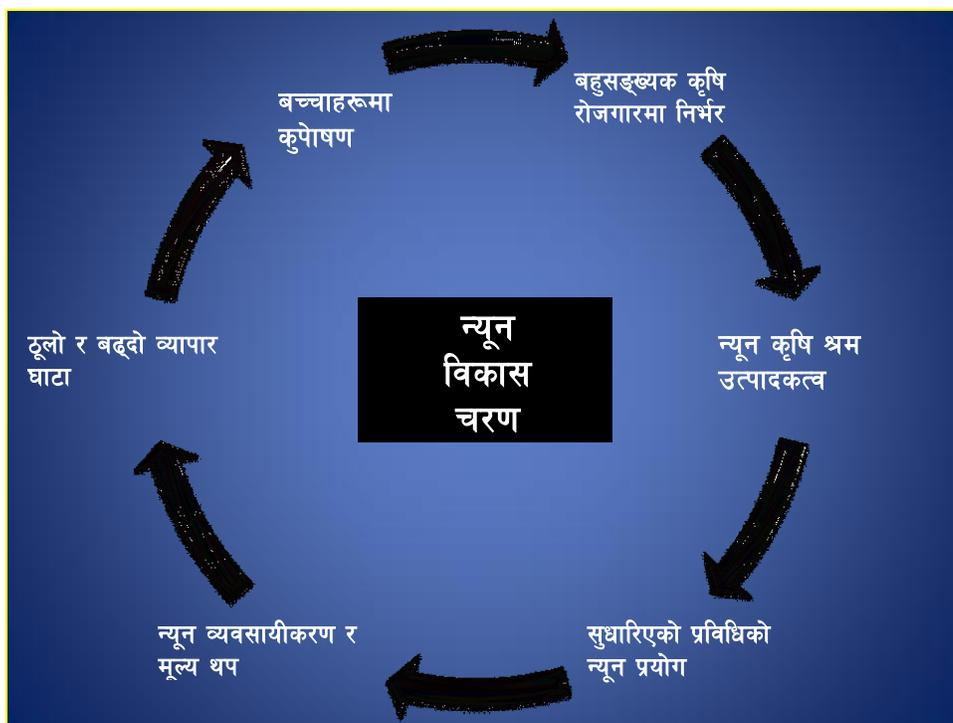 बच्चाहरूमा
कुपोषण
बहुसङ्ख्यक कृषि
रोजगारमा निर्भर
न्यून कृषि श्रम
उत्पादकत्व
सुधारिएको प्रविधिको
न्यून प्रयोग
न्यून व्यवसायीकरण र
मूल्य थप
ठूलो र बढ्दो व्यापार
घाटा
न्यून
विकास
चरण